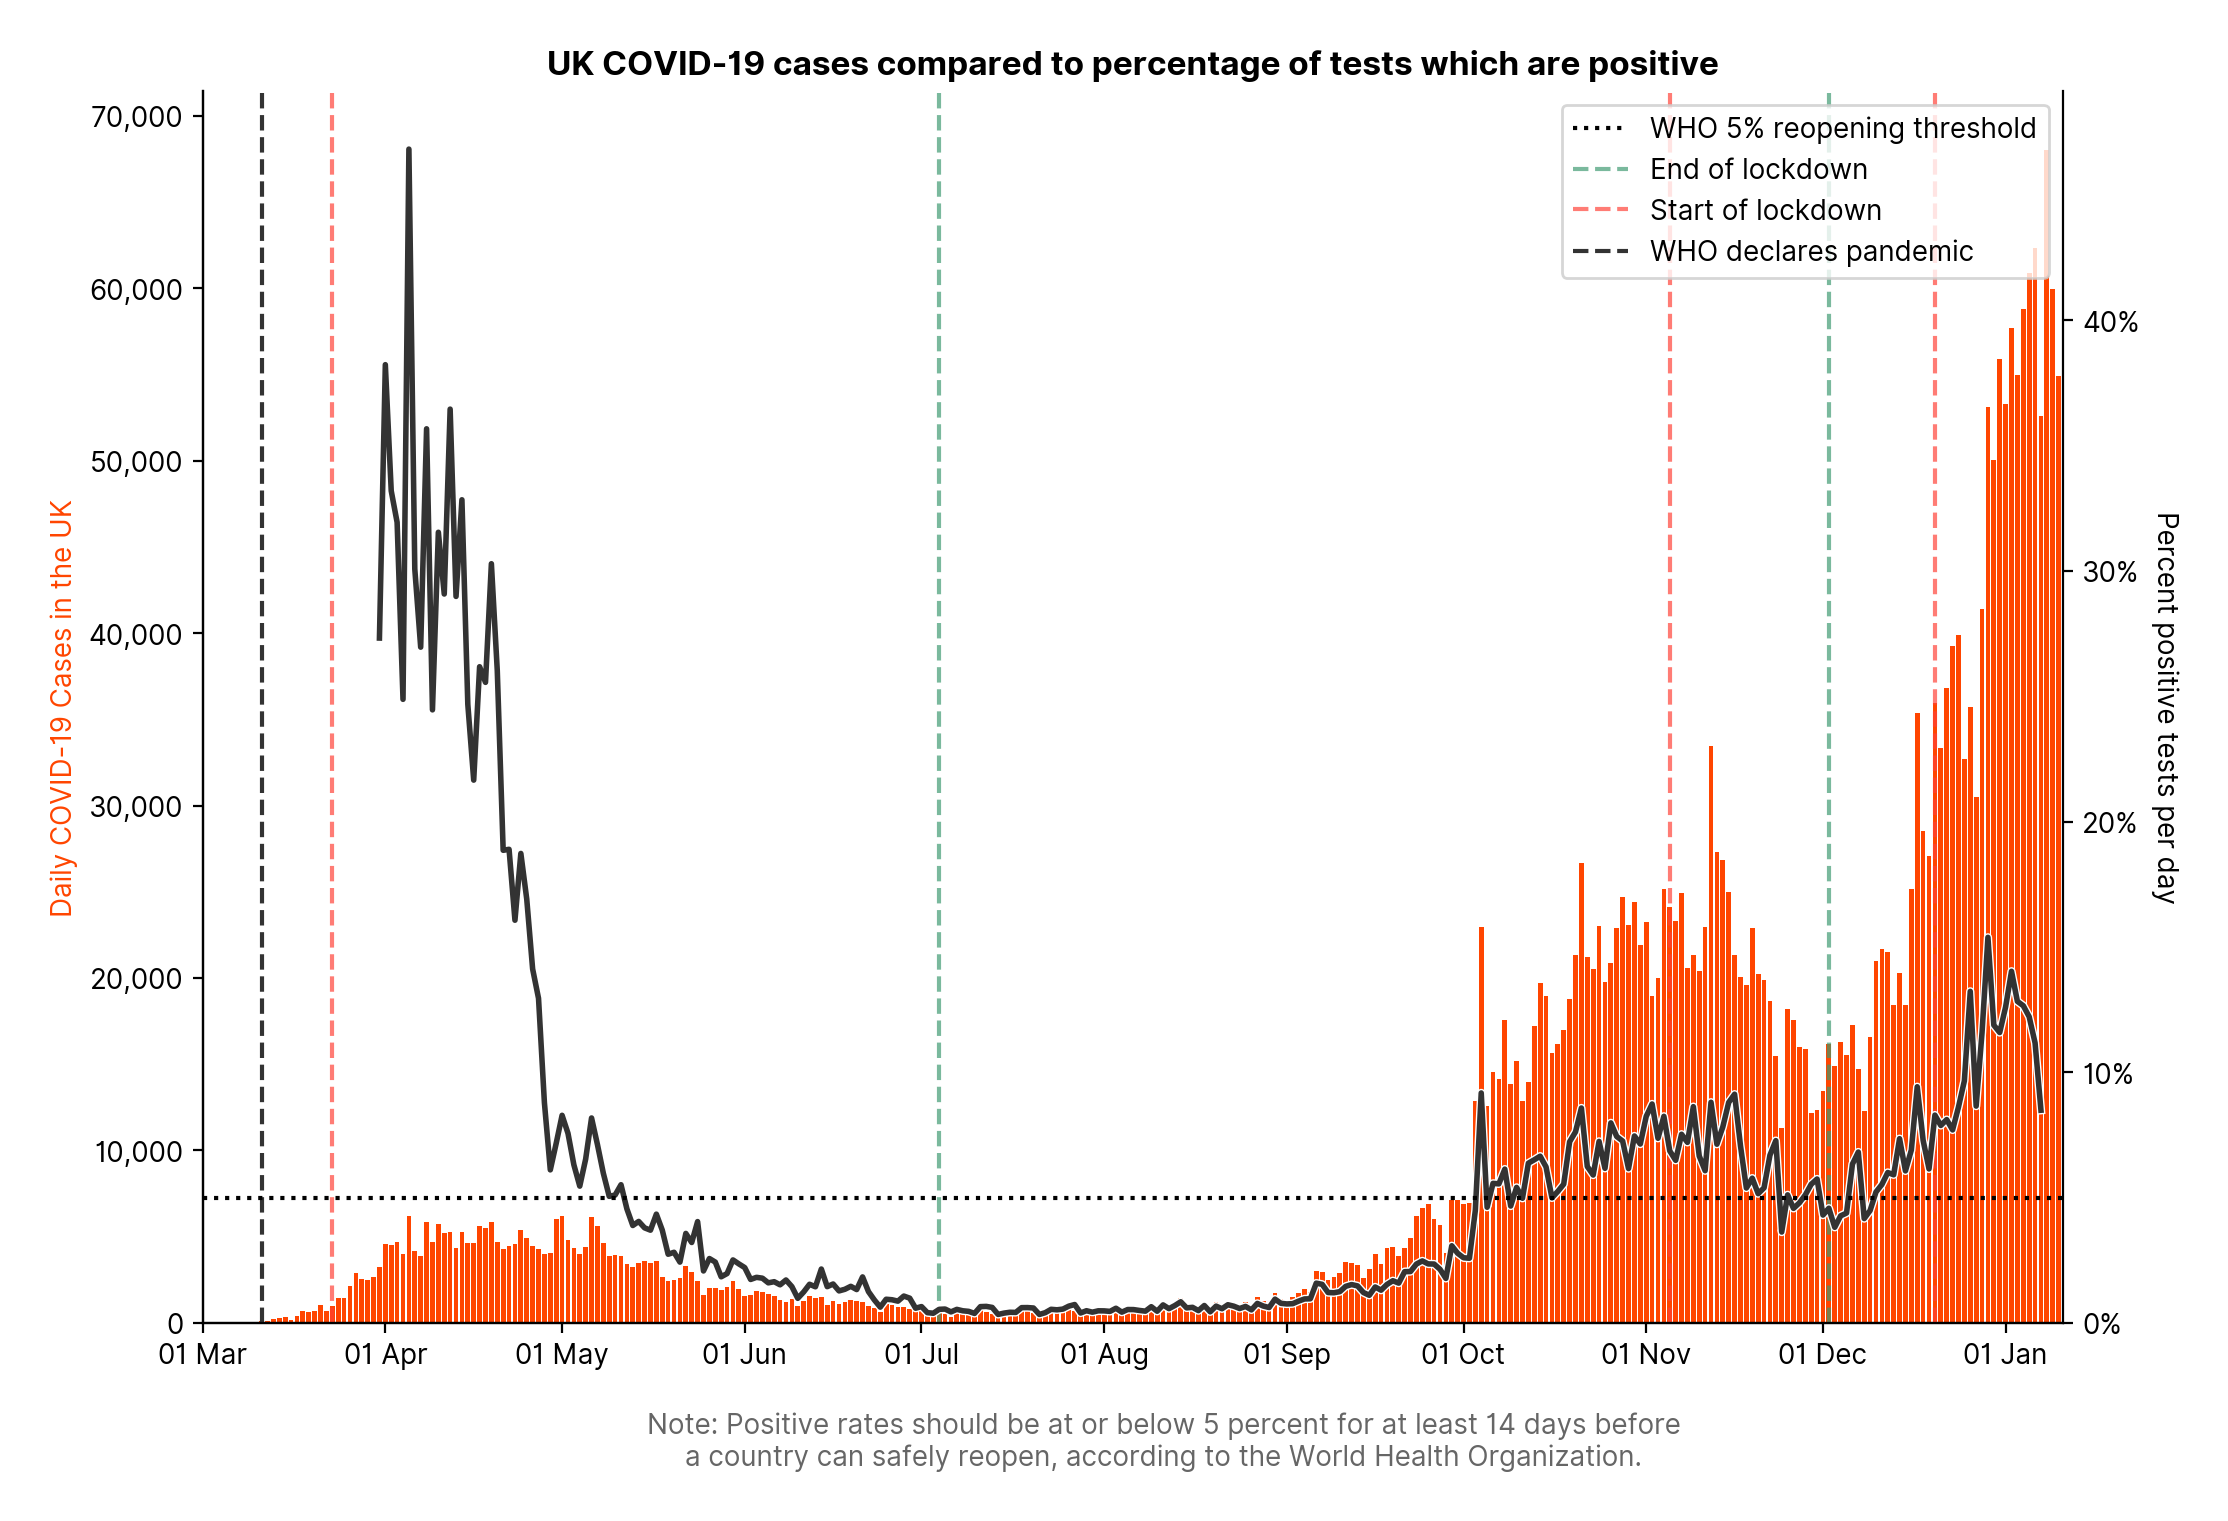 UK COVID-19 cases compared to percentage of tests which are positive
70,000
60,000
50,000
40,000
30,000
20,000
10,000
0
Daily COVID-19 Cases in the UK
WHO 5% reopening threshold
End of lockdown
Start of lockdown
WHO declares pandemic
40%
30%
20%
10%
0%
Percent positive tests per day
01 Mar
01 Apr
01 May
01 Jun
01 Jul
01 Aug
01 Sep
01 Oct
01 Nov
01 Dec
01 Jan
Note: Positive rates should be at or below 5 percent for at least 14 days before
a country can safely reopen, according to the World Health Organization.